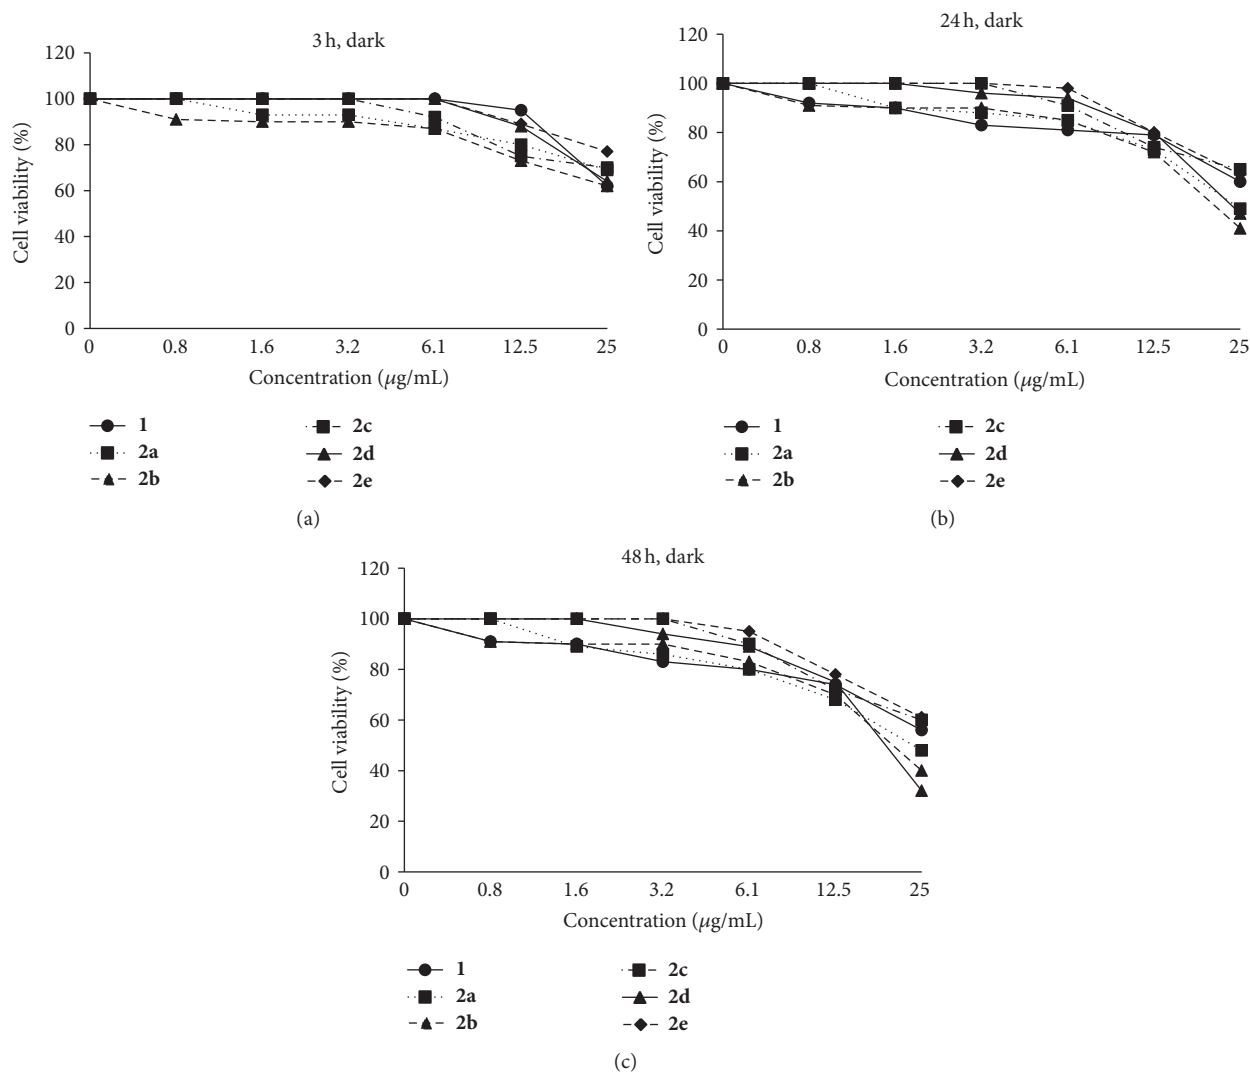 3 h, dark
120
100
80
60
40
20
0
Cell viability (%)
0 0.8 1.6 3.2 6.1 12.5 25
Concentration (μg/mL)
1 2c
2a 2d
2b 2e
(a)
24 h, dark
120
100
80
60
40
20
0
Cell viability (%)
0 0.8 1.6 3.2 6.1 12.5 25
Concentration (μg/mL)
1 2c
2a 2d
2b 2e
(b)
48 h, dark
120
100
80
60
40
20
0
Cell viability (%)
0 0.8 1.6 3.2 6.1 12.5 25
Concentration (μg/mL)
1 2c
2a 2d
2b 2e
(c)